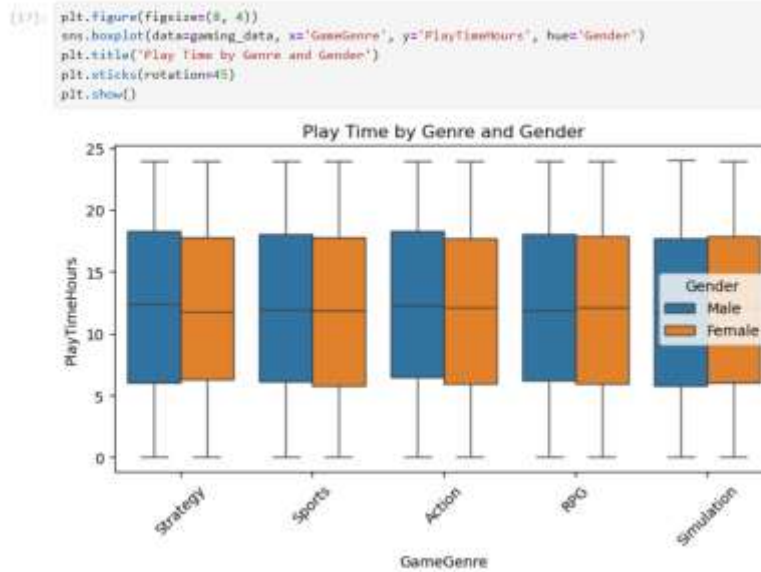 [17]: plt.figure(figsize=(8, 4))
sns.boxplot(data=gaming_data, x='GameGenre', y='PlayTimeHours', hue='Gender')
plt.title('Play Time by Genre and Gender')
plt.xticks(rotation=45)
plt.show()
Play Time by Genre and Gender
25
20
15
10
5
0
PlayTimeHours
Gender
Male
Female
Strategy
Sports
Action
RPG
Simulation
GameGenre